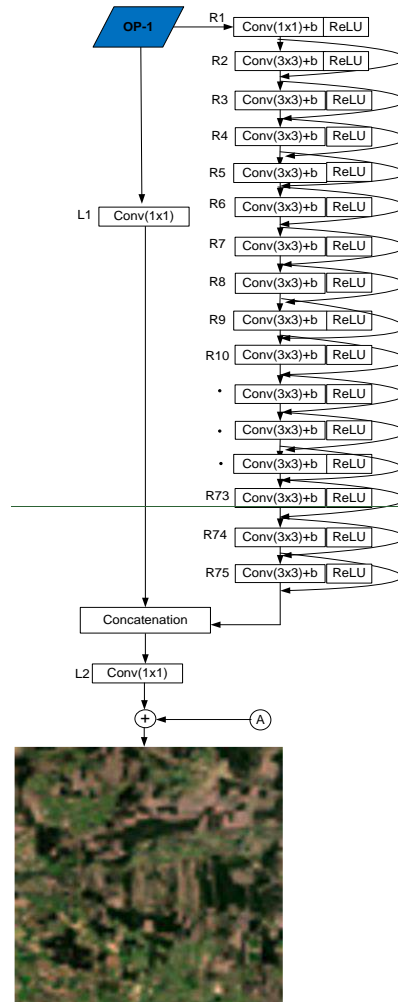 OP-1
R1 Conv(1x1)+b ReLU
R2 Conv(3x3)+b ReLU
R3 Conv(3x3)+b ReLU
R4 Conv(3x3)+b ReLU
R5 Conv(3x3)+b ReLU
R6 Conv(3x3)+b ReLU
L1 Conv(1x1)
R7 Conv(3x3)+b ReLU
R8 Conv(3x3)+b ReLU
R9 Conv(3x3)+b ReLU
R10 Conv(3x3)+b ReLU
Conv(3x3)+b ReLU
Conv(3x3)+b ReLU
Conv(3x3)+b ReLU
R73 Conv(3x3)+b ReLU
R74 Conv(3x3)+b ReLU
R75 Conv(3x3)+b ReLU
Concatenation
L2 Conv(1x1)
+ A